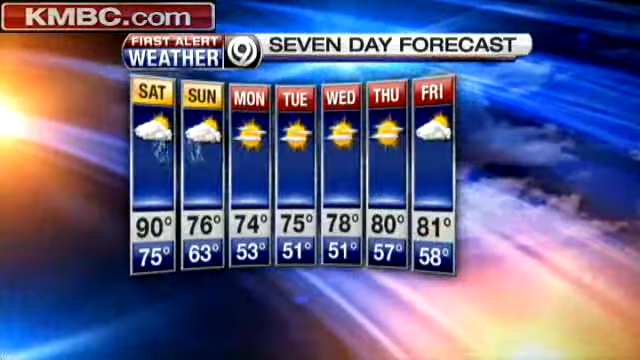 KMBC.com
FIRST ALERT
WEATHER 9 SEVEN DAY FORECAST
SAT SUN MON TUE WED THU FRI
90° 76° 74° 75° 78° 80° 81°
75° 63° 53° 51° 51° 57° 58°